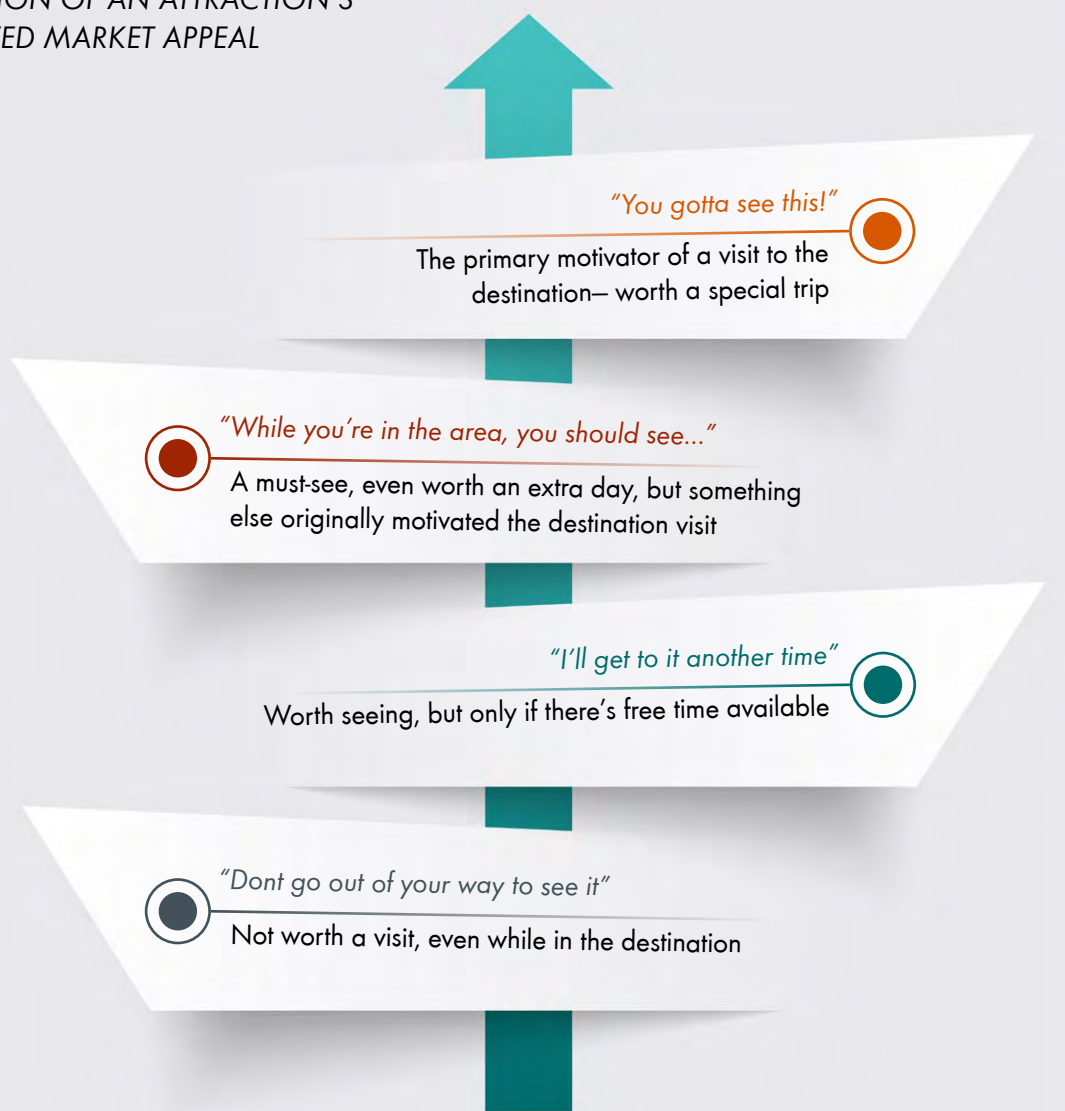 OF AN ATTRACTION'S
MARKET APPEAL
"You gotta see this!"
The primary motivator of a visit to the
destination— worth a special trip
"While you're in the area, you should see..."
A must-see, even worth an extra day, but something
else originally motivated the destination visit
"I'll get to it another time"
Worth seeing, but only if there's free time available
"Dont go out of your way to see it"
Not worth a visit, even while in the destination